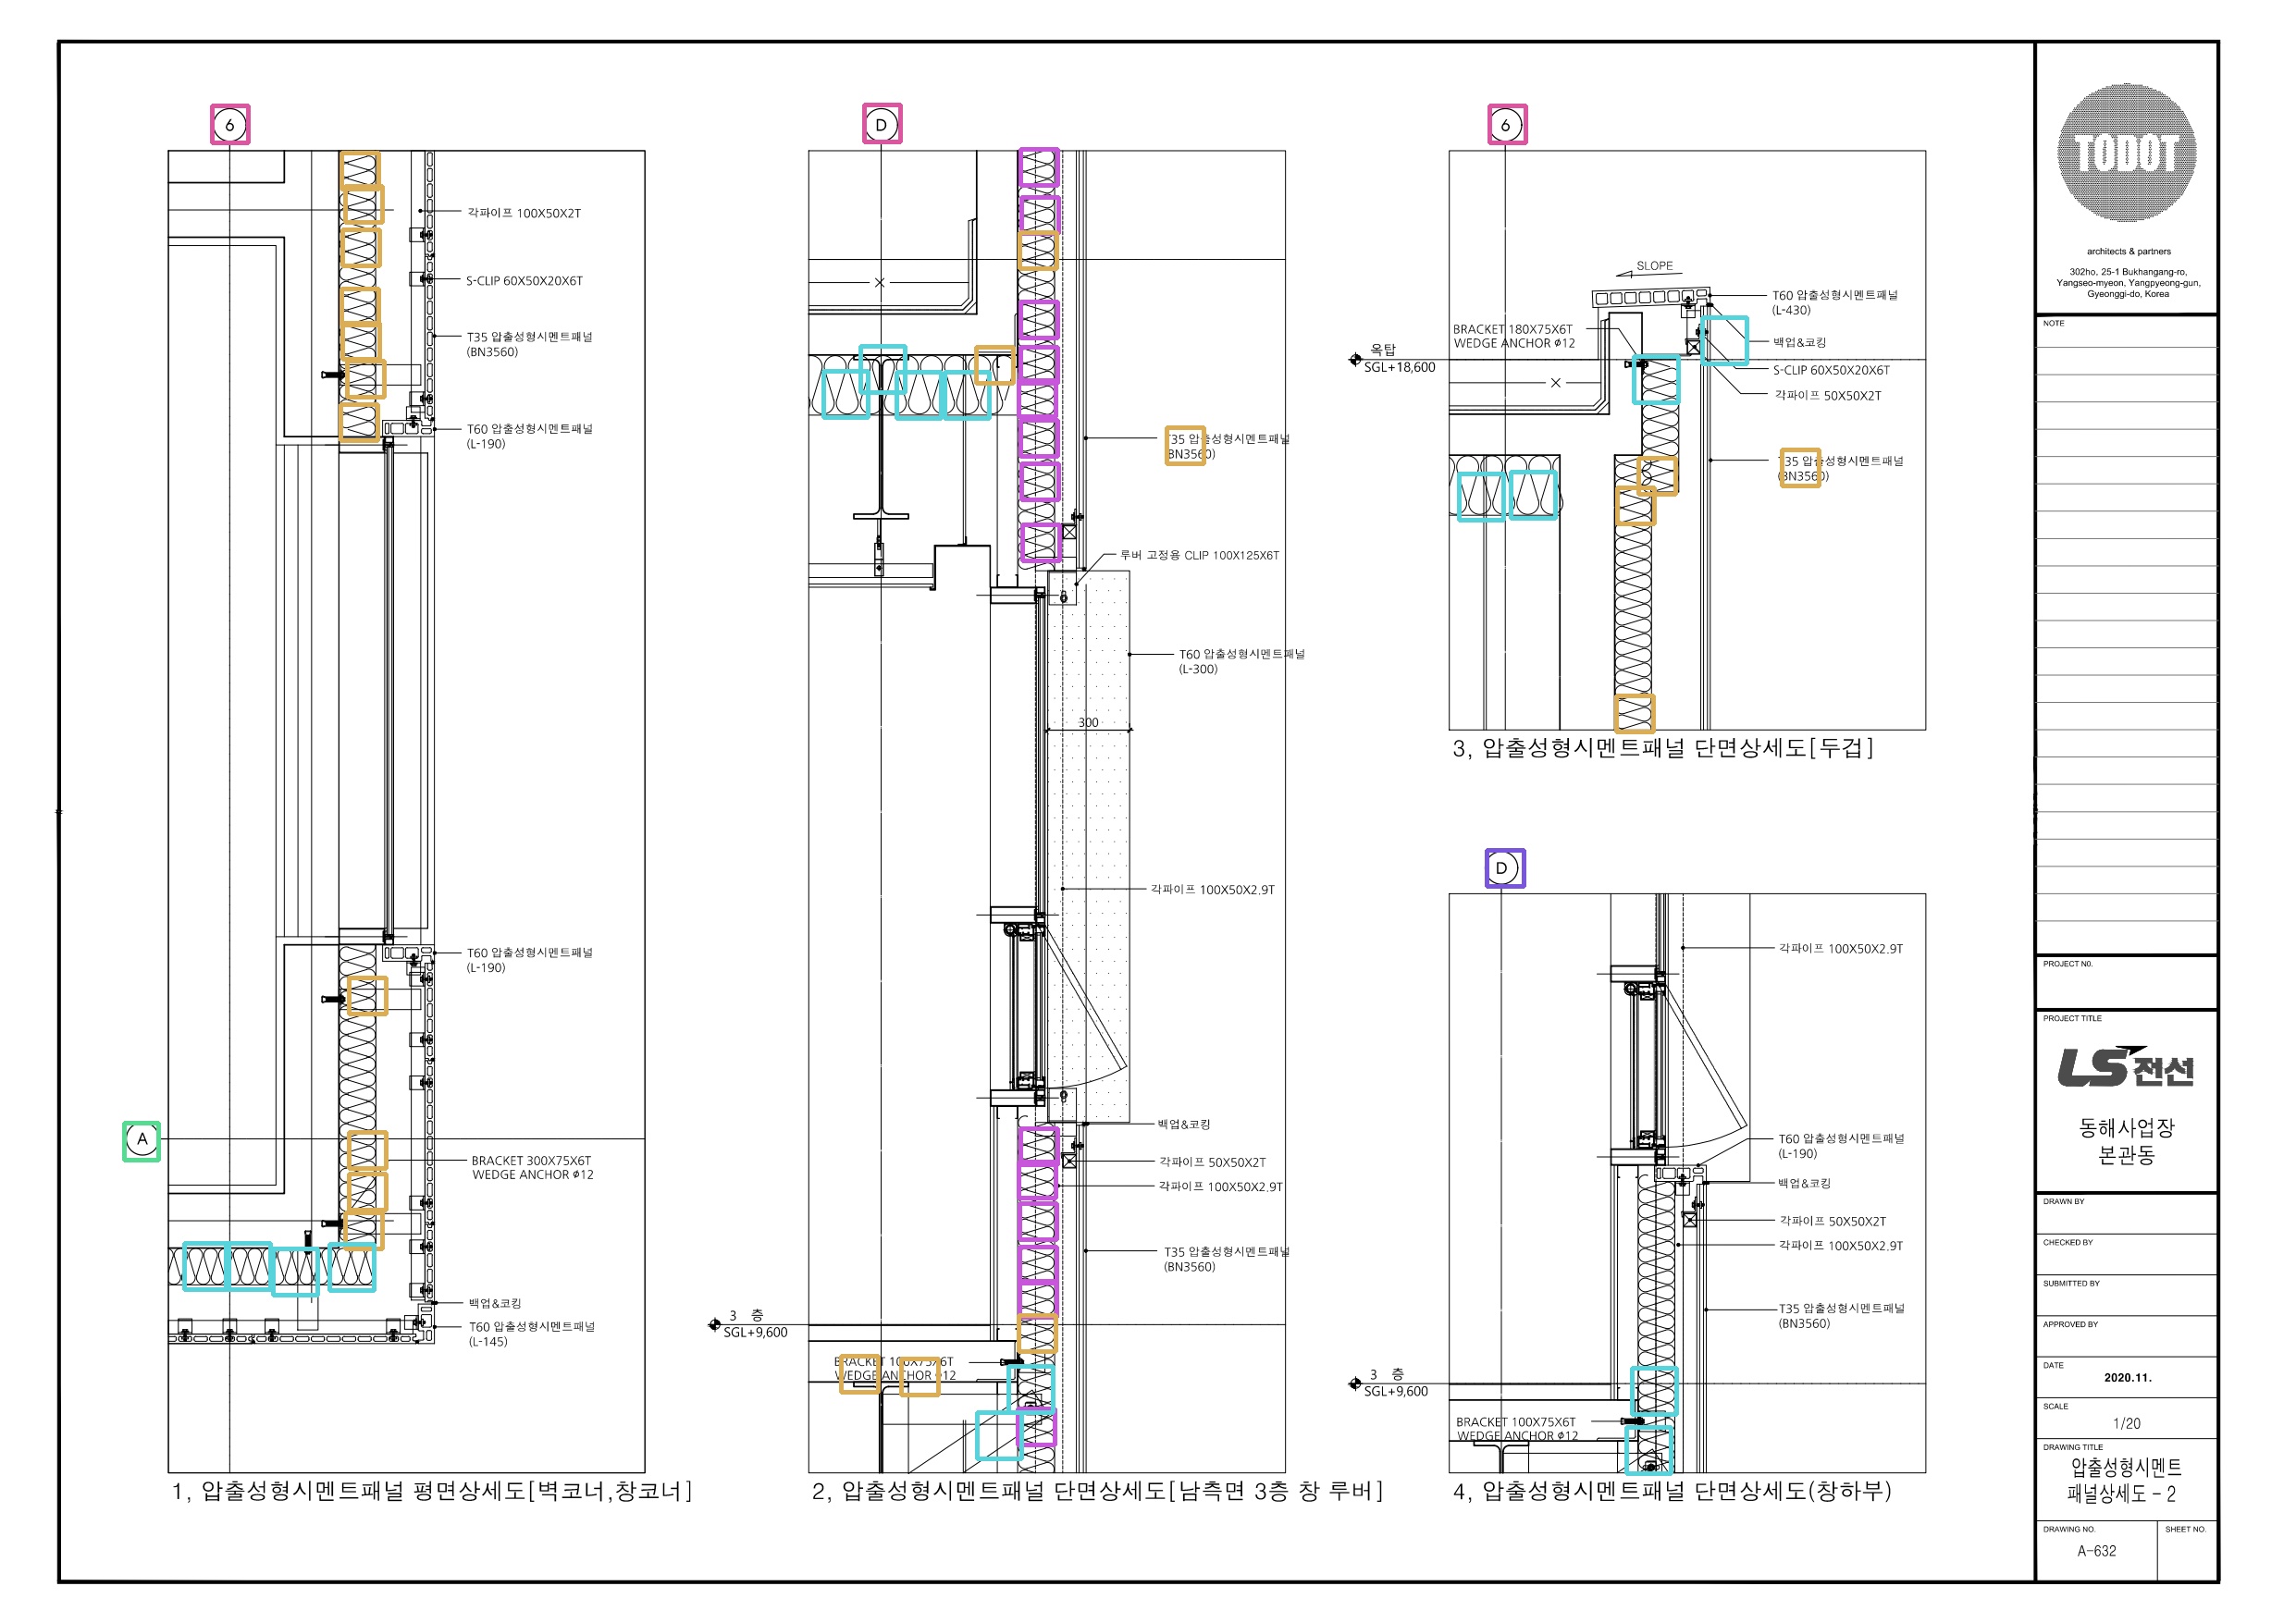 6
각파이프 100X50X2T
S-CLIP 60X50X20X6T
T35 압출성형시멘트패널
(BN3560)
T60 압출성형시멘트패널
(L-190)
T60 압출성형시멘트패널
(L-190)
A
BRACKET 300X75X6T
WEDGE ANCHOR Ø12
백업&코킹
T60 압출성형시멘트패널
(L-145)
1, 압출성형시멘트패널 평면상세도[벽코너,창코너]
D
T35 압출성형시멘트패널
(BN3560)
루버 고정용 CLIP 100X125X6T
T60 압출성형시멘트패널
(L-300)
300
각파이프 100X50X2.9T
백업&코킹
각파이프 50X50X2T
각파이프 100X50X2.9T
T35 압출성형시멘트패널
(BN3560)
3 층
SGL+9,600
BRACKET 100X75X6T
WEDGE ANCHOR Ø12
2, 압출성형시멘트패널 단면상세도[남측면 3층 창 루버]
6
SLOPE
T60 압출성형시멘트패널
(L-430)
BRACKET 180X75X6T
WEDGE ANCHOR Ø12
백업&코킹
옥탑
SGL+18,600
S-CLIP 60X50X20X6T
각파이프 50X50X2T
T35 압출성형시멘트패널
(BN3560)
3, 압출성형시멘트패널 단면상세도[두겁]
D
각파이프 100X50X2.9T
T60 압출성형시멘트패널
(L-190)
백업&코킹
각파이프 50X50X2T
각파이프 100X50X2.9T
T35 압출성형시멘트패널
(BN3560)
3 층
SGL+9,600
BRACKET 100X75X6T
WEDGE ANCHOR Ø12
4, 압출성형시멘트패널 단면상세도(창하부)
TODOT
architects & partners
302ho, 25-1 Bukhangang-ro,
Yangseo-myeon, Yangpyeong-gun,
Gyeonggi-do, Korea
NOTE
PROJECT N0.
PROJECT TITLE
LS전선
동해사업장
본관동
DRAWN BY
CHECKED BY
SUBMITTED BY
APPROVED BY
DATE
2020.11.
SCALE
1/20
DRAWING TITLE
압출성형시멘트
패널상세도 - 2
DRAWING NO.
SHEET NO.
A-632